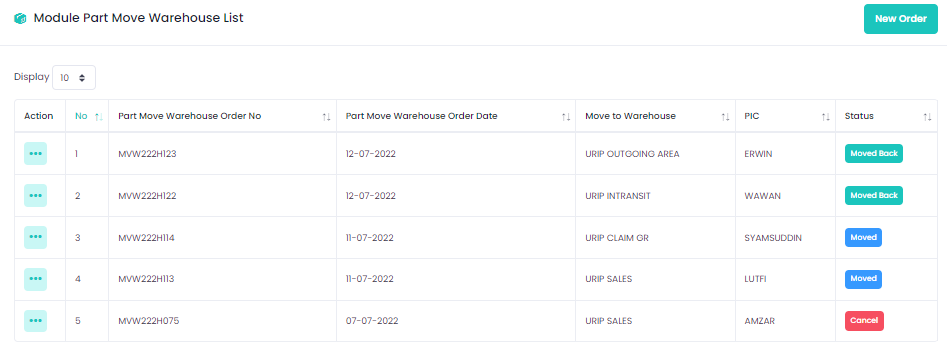 Module Part Move Warehouse List
New Order
Display 10
Action No Part Move Warehouse Order No Part Move Warehouse Order Date Move to Warehouse PIC Status
1 MVW222H123 12-07-2022 URIP OUTGOING AREA ERWIN Moved Back
2 MVW222H122 12-07-2022 URIP INTRANSIT WAWAN Moved Back
3 MVW222H114 11-07-2022 URIP CLAIM GR SYAMSUDDIN Moved
4 MVW222H113 11-07-2022 URIP SALES LUTFI Moved
5 MVW222H075 07-07-2022 URIP SALES AMZAR Cancel